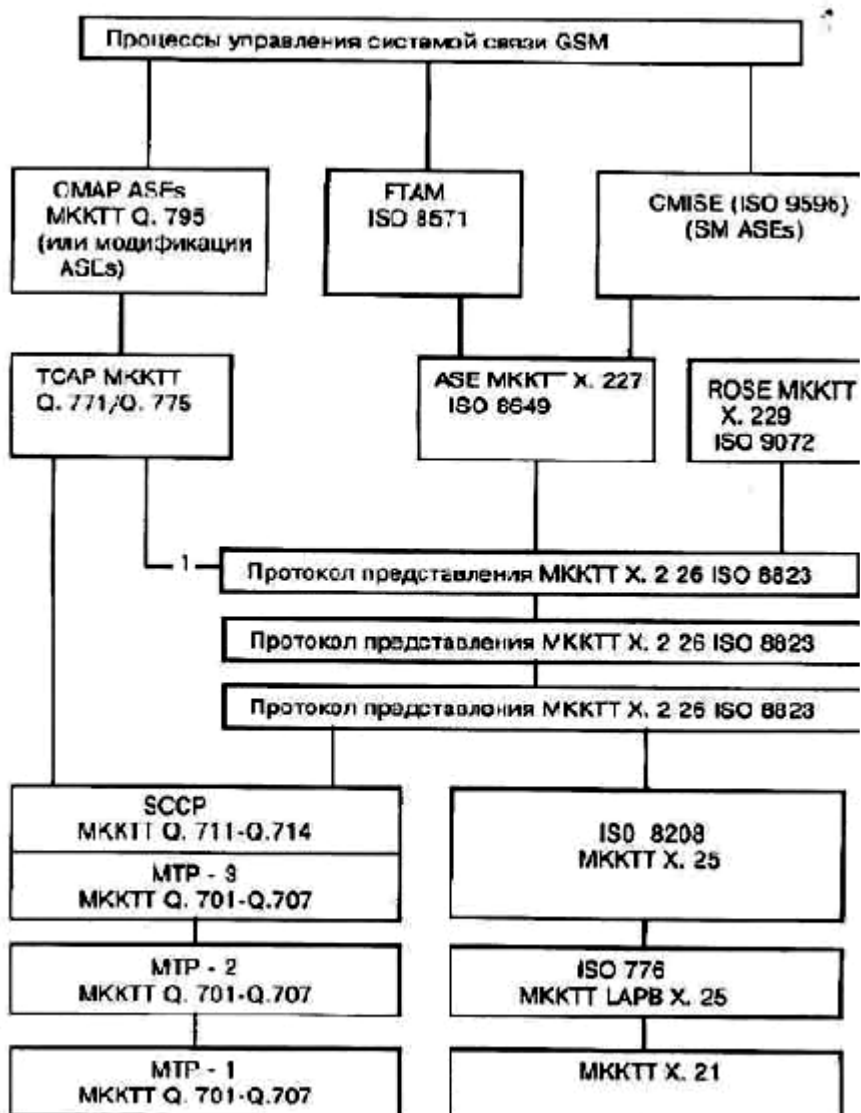 Процессы управления системой связи GSM
OMAP ASEs
МККТТ Q. 795
(или модификации
ASEs)
FTAM
ISO 8571
CMISE (ISO 9596)
(SM ASEs)
TCAP МККТТ
Q. 771/Q. 775
ASE МККТТ X. 227
ISO 8649
ROSE МККТТ
X. 229
ISO 9072
1
Протокол представления МККТТ X. 2 26 ISO 8823
Протокол представления МККТТ X. 2 26 ISO 8823
Протокол представления МККТТ X. 2 26 ISO 8823
SCCP
МККТТ Q. 711-Q.714
MTP - 3
МККТТ Q. 701-Q.707
ISO 8208
МККТТ X. 25
MTP - 2
МККТТ Q. 701-Q.707
ISO 776
МККТТ LAPB X. 25
MTP - 1
МККТТ Q. 701-Q.707
МККТТ X. 21